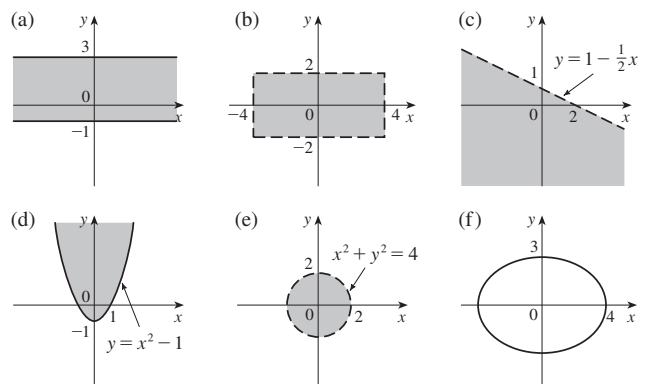 (a) y 3 0 −1 x
(b) y 2 −4 0 4 x −2
(c) y 1 y = 1 − ½x 0 2 x
(d) y 0 −1 1 x y = x² − 1
(e) y 2 x² + y² = 4 0 2 x
(f) y 3 0 4 x